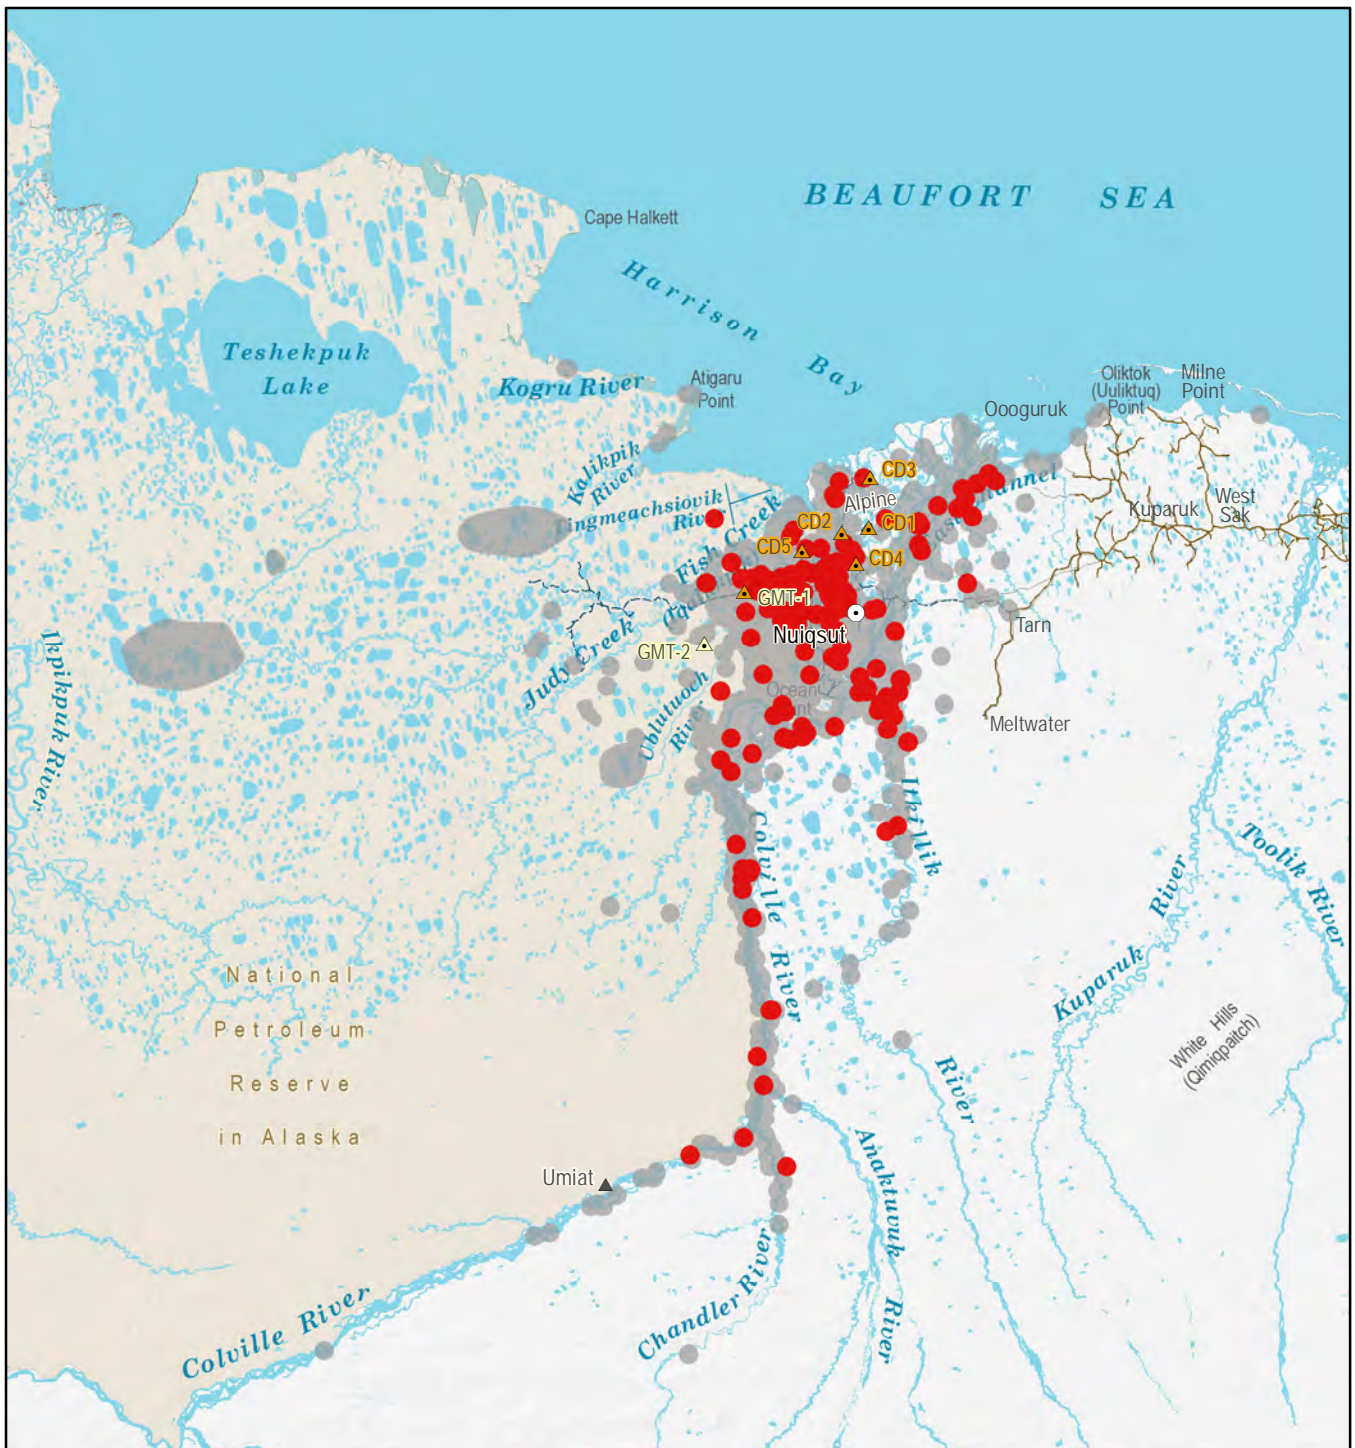 BEAUFORT SEA
Cape Halkett
Harrison
Bay
Teshekpuk
Lake
Kogru River
Atigaru
Point
Oliktok
(Uuliktuq)
Point
Milne
Point
Oooguruk
Kalikpik
River
CD3
Alpine
River
Fish Creek
CD2
CD1
CD5
CD4
Kuparuk
West
Sak
GMT-1
Nuiqsut
Tarn
GMT-2
Judy Creek
Ikpikpuk River
Ublutuoch
River
Ocean
Meltwater
Itkillik
River
Colville River
Toolik River
Kuparuk River
White Hills
(Qimiqpaitch)
National
Petroleum
Reserve
in Alaska
Umiat
Anaktuvuk
River
Chandler River
Colville River